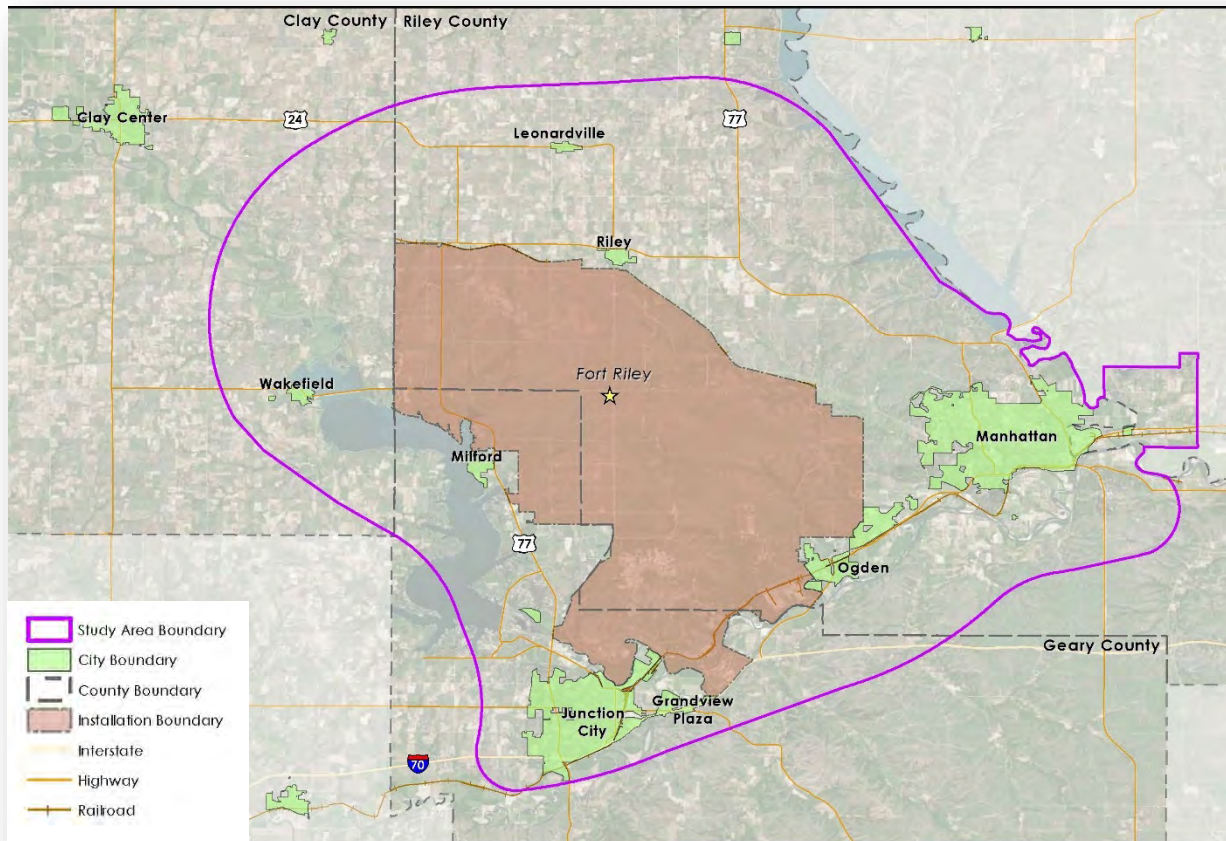 Clay County
Riley County
Clay Center
24
Leonardville
77
Riley
Fort Riley
Wakefield
Manhattan
Milford
77
Ogden
Geary County
Grandview
Plaza
Junction
City
70
Study Area Boundary
City Boundary
County Boundary
Installation Boundary
Interstate
Highway
Railroad